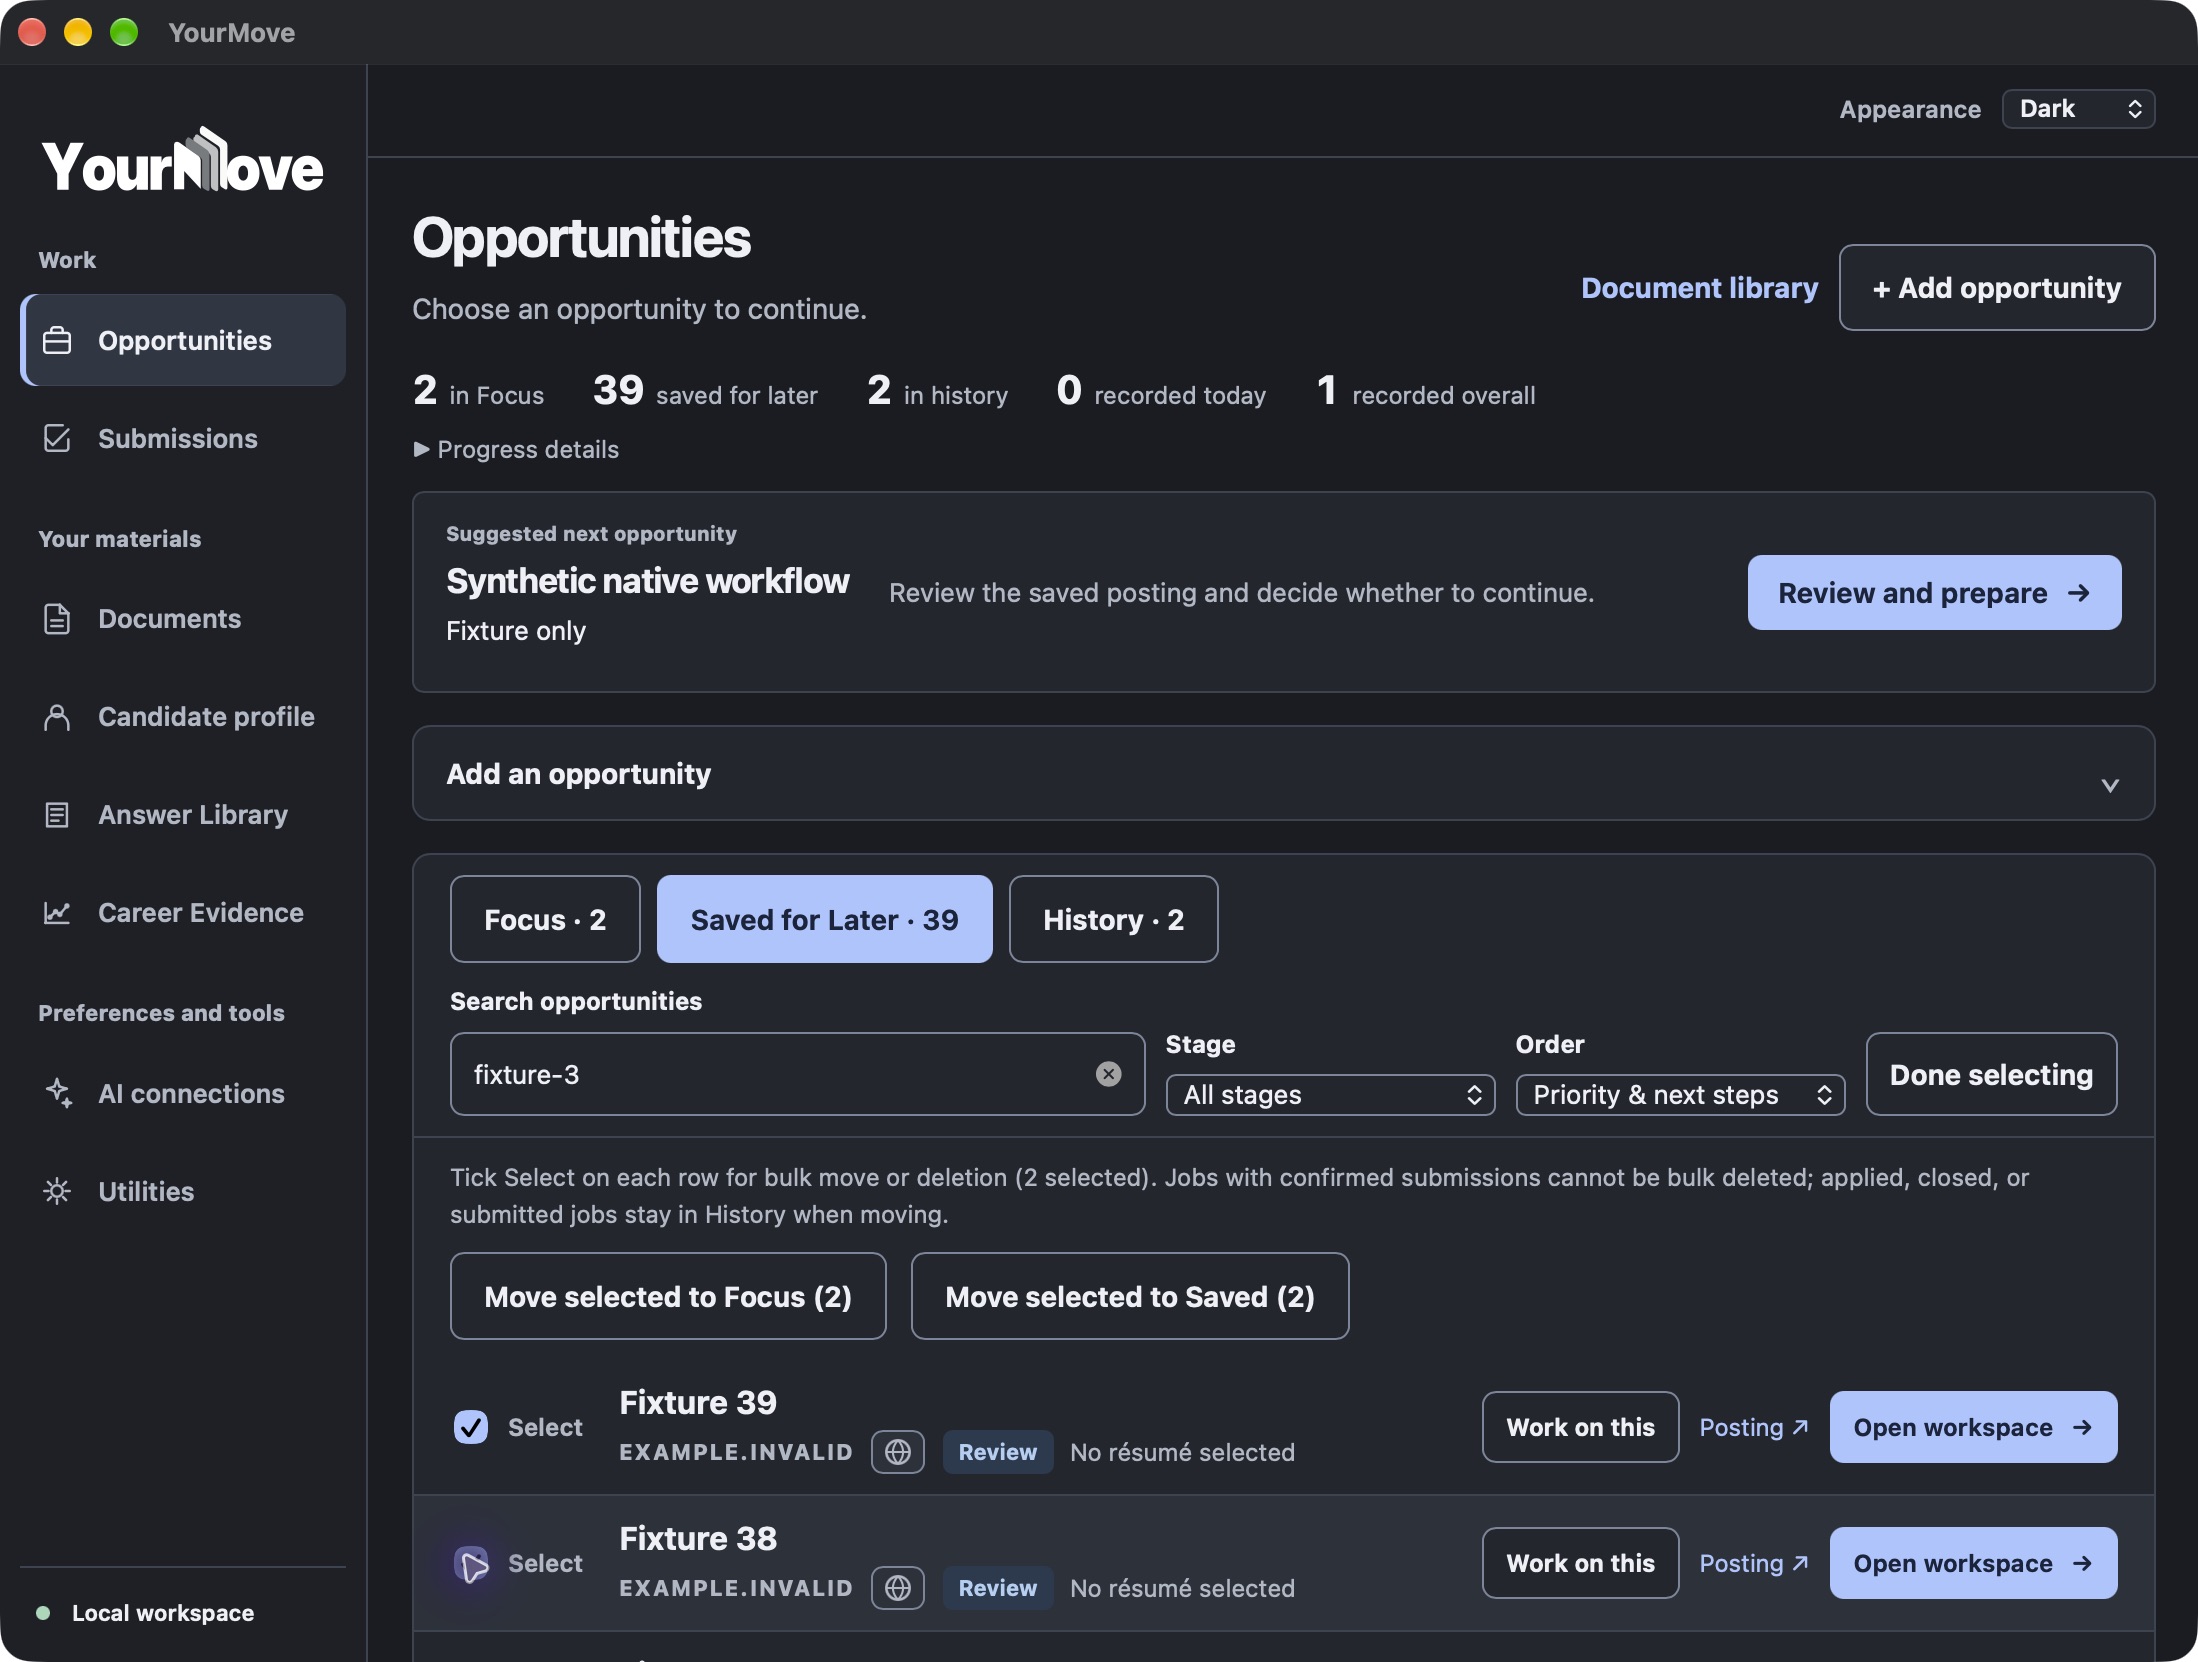 YourMove
YourMove
Appearance
Dark
Work
Opportunities
Submissions
Your materials
Documents
Candidate profile
Answer Library
Career Evidence
Preferences and tools
AI connections
Utilities
Local workspace
Opportunities
Choose an opportunity to continue.
Document library
+ Add opportunity
2 in Focus 39 saved for later 2 in history 0 recorded today 1 recorded overall
Progress details
Suggested next opportunity
Synthetic native workflow
Fixture only
Review the saved posting and decide whether to continue.
Review and prepare →
Add an opportunity
Focus · 2
Saved for Later · 39
History · 2
Search opportunities
fixture-3
Stage
All stages
Order
Priority & next steps
Done selecting
Tick Select on each row for bulk move or deletion (2 selected). Jobs with confirmed submissions cannot be bulk deleted; applied, closed, or
submitted jobs stay in History when moving.
Move selected to Focus (2)
Move selected to Saved (2)
Select
Fixture 39
EXAMPLE.INVALID
Review
No résumé selected
Work on this
Posting ↗
Open workspace →
Select
Fixture 38
EXAMPLE.INVALID
Review
No résumé selected
Work on this
Posting ↗
Open workspace →